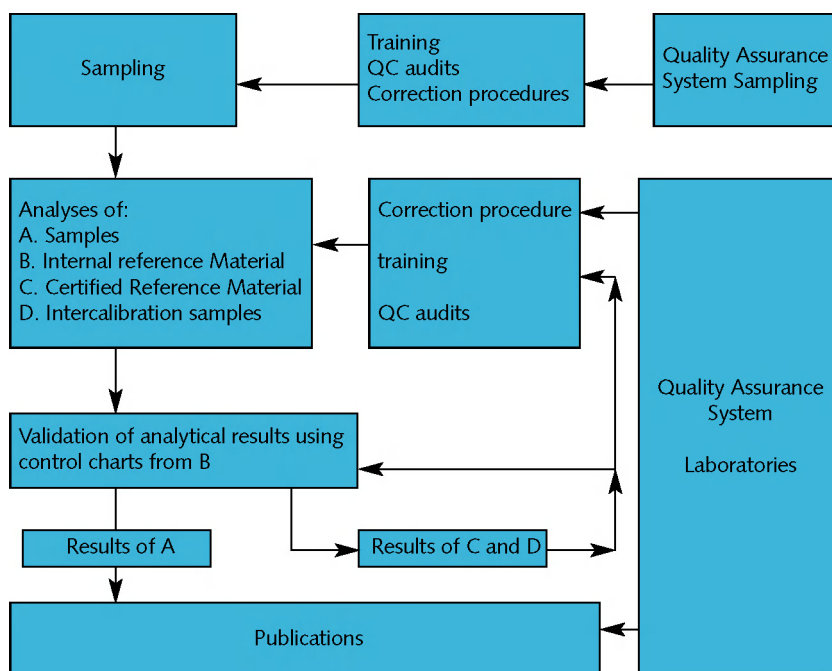 Sampling
Training
QC audits
Correction procedures
Quality Assurance
System Sampling
Analyses of:
A. Samples
B. Internal reference Material
C. Certified Reference Material
D. Intercalibration samples
Correction procedure
training
QC audits
Quality Assurance
System
Laboratories
Validation of analytical results using
control charts from B
Results of A
Results of C and D
Publications